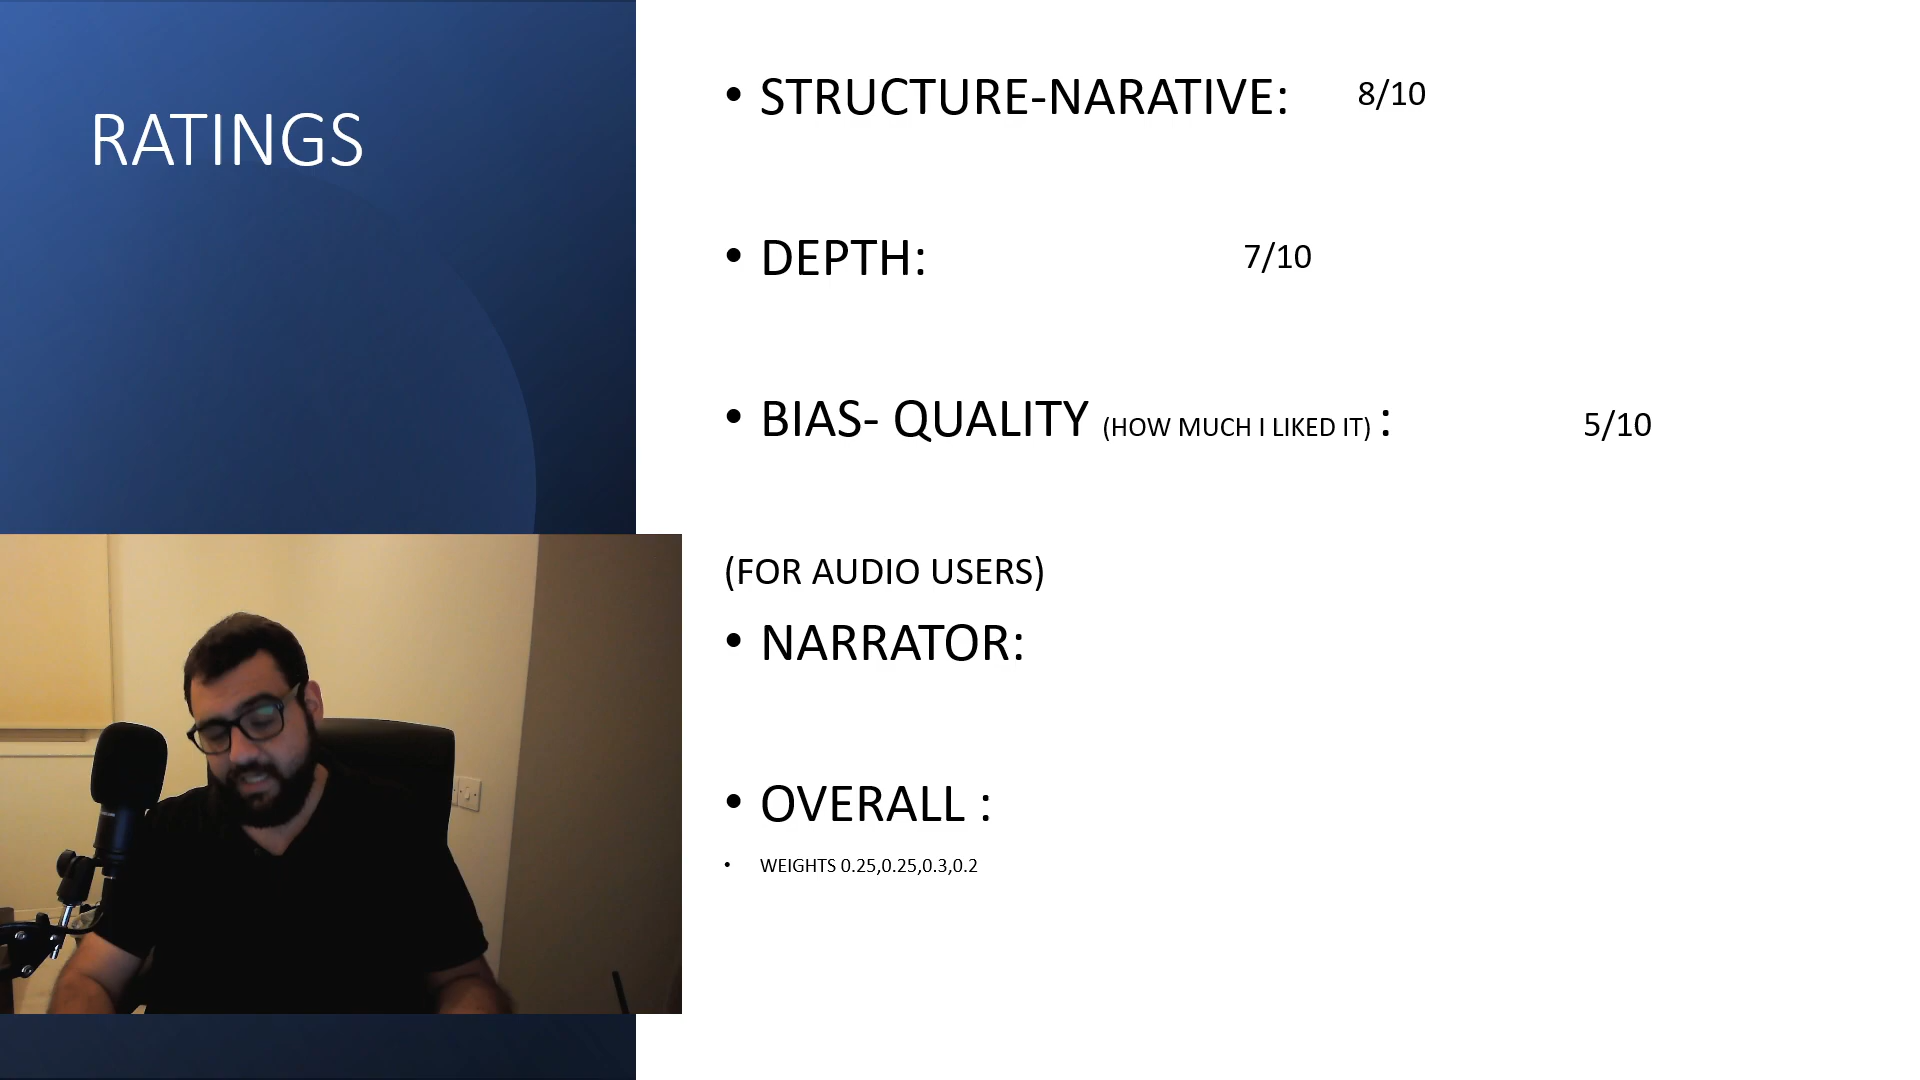 RATINGS
• STRUCTURE-NARATIVE: 8/10
• DEPTH: 7/10
• BIAS- QUALITY (HOW MUCH I LIKED IT) : 5/10
(FOR AUDIO USERS)
• NARRATOR:
• OVERALL :
• WEIGHTS 0.25,0.25,0.3,0.2